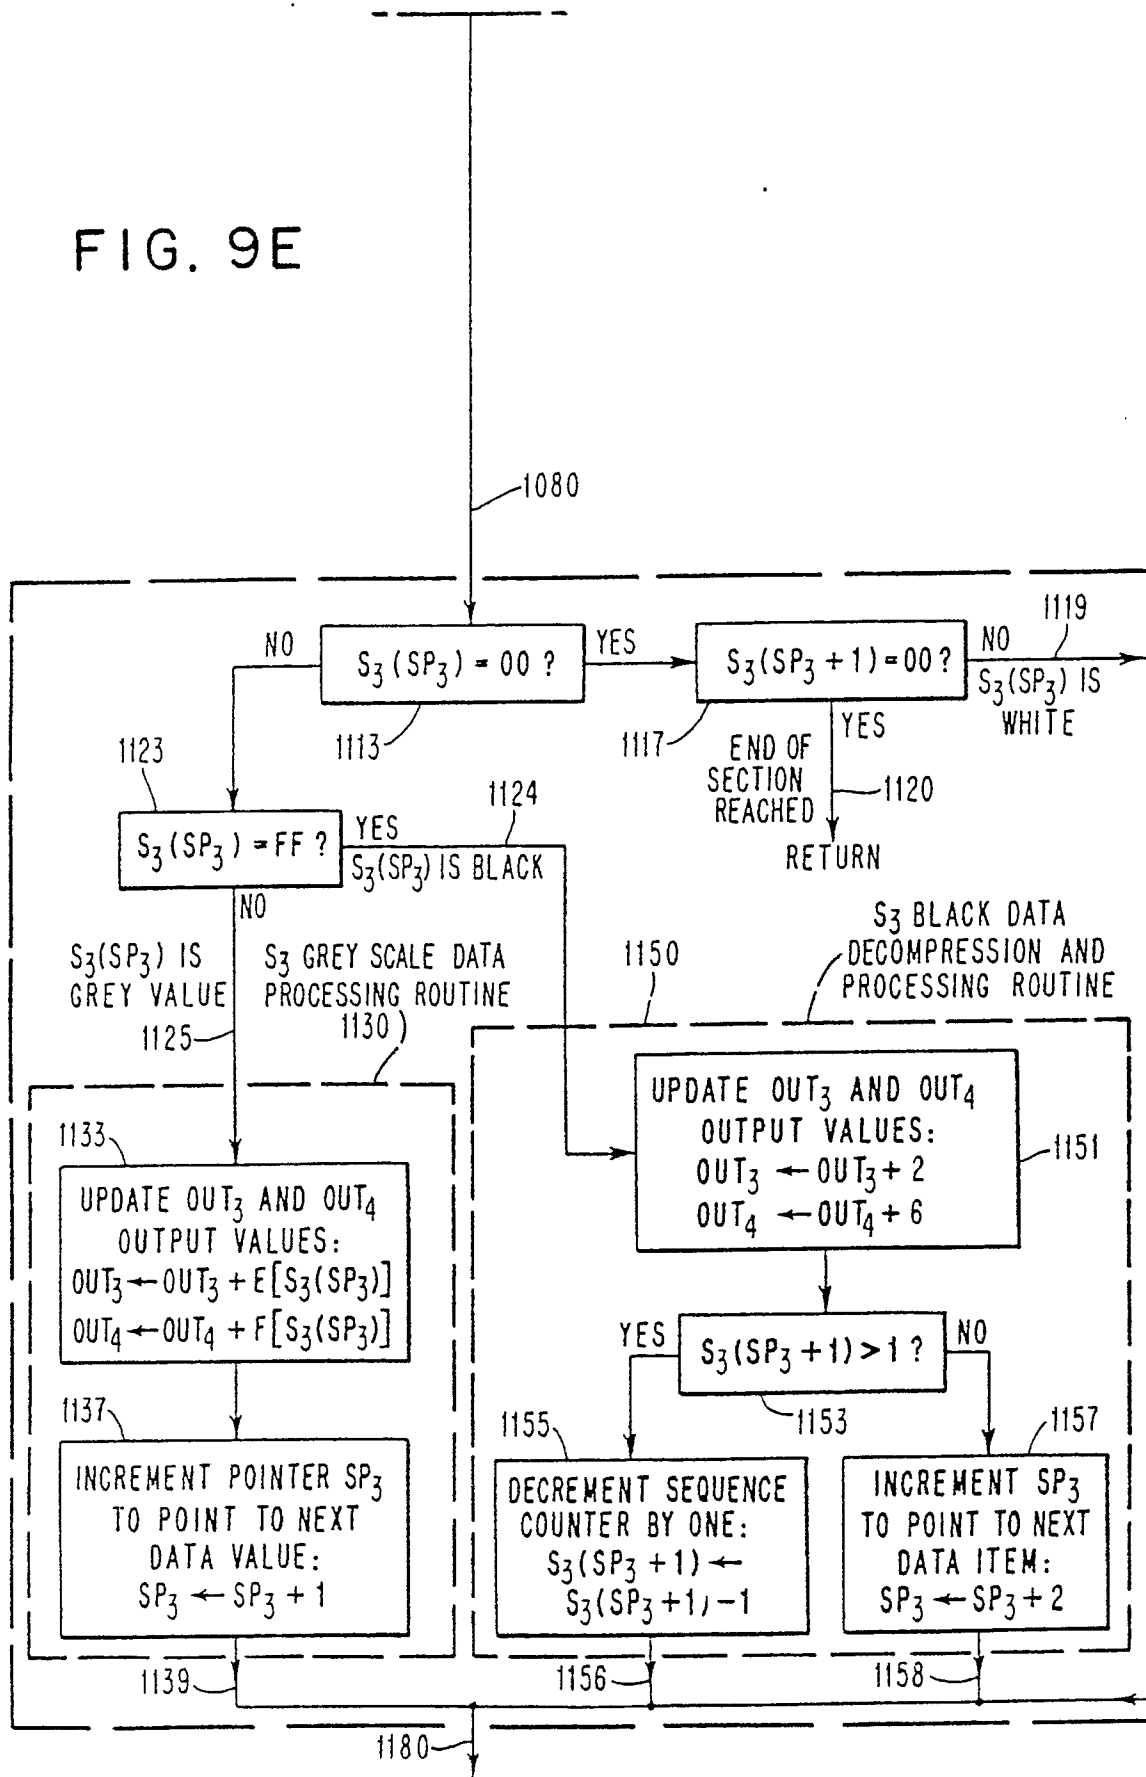 FIG. 9E
1080
NO
S3(SP3) = 00 ?
YES
1113
S3(SP3 + 1) = 00 ?
NO
1119
S3(SP3) IS
WHITE
1117
YES
END OF
SECTION
REACHED
1120
RETURN
1123
S3(SP3) = FF ?
YES
1124
S3(SP3) IS BLACK
NO
S3(SP3) IS
GREY VALUE
1125
S3 GREY SCALE DATA
PROCESSING ROUTINE
1130
1150
S3 BLACK DATA
DECOMPRESSION AND
PROCESSING ROUTINE
1133
UPDATE OUT3 AND OUT4
OUTPUT VALUES:
OUT3 ← OUT3 + E[S3(SP3)]
OUT4 ← OUT4 + F[S3(SP3)]
1137
INCREMENT POINTER SP3
TO POINT TO NEXT
DATA VALUE:
SP3 ← SP3 + 1
1139
UPDATE OUT3 AND OUT4
OUTPUT VALUES:
OUT3 ← OUT3 + 2
OUT4 ← OUT4 + 6
1151
YES
S3(SP3 + 1) > 1 ?
NO
1153
1155
DECREMENT SEQUENCE
COUNTER BY ONE:
S3(SP3 + 1) ←
S3(SP3 + 1) - 1
1156
1157
INCREMENT SP3
TO POINT TO NEXT
DATA ITEM:
SP3 ← SP3 + 2
1158
1180